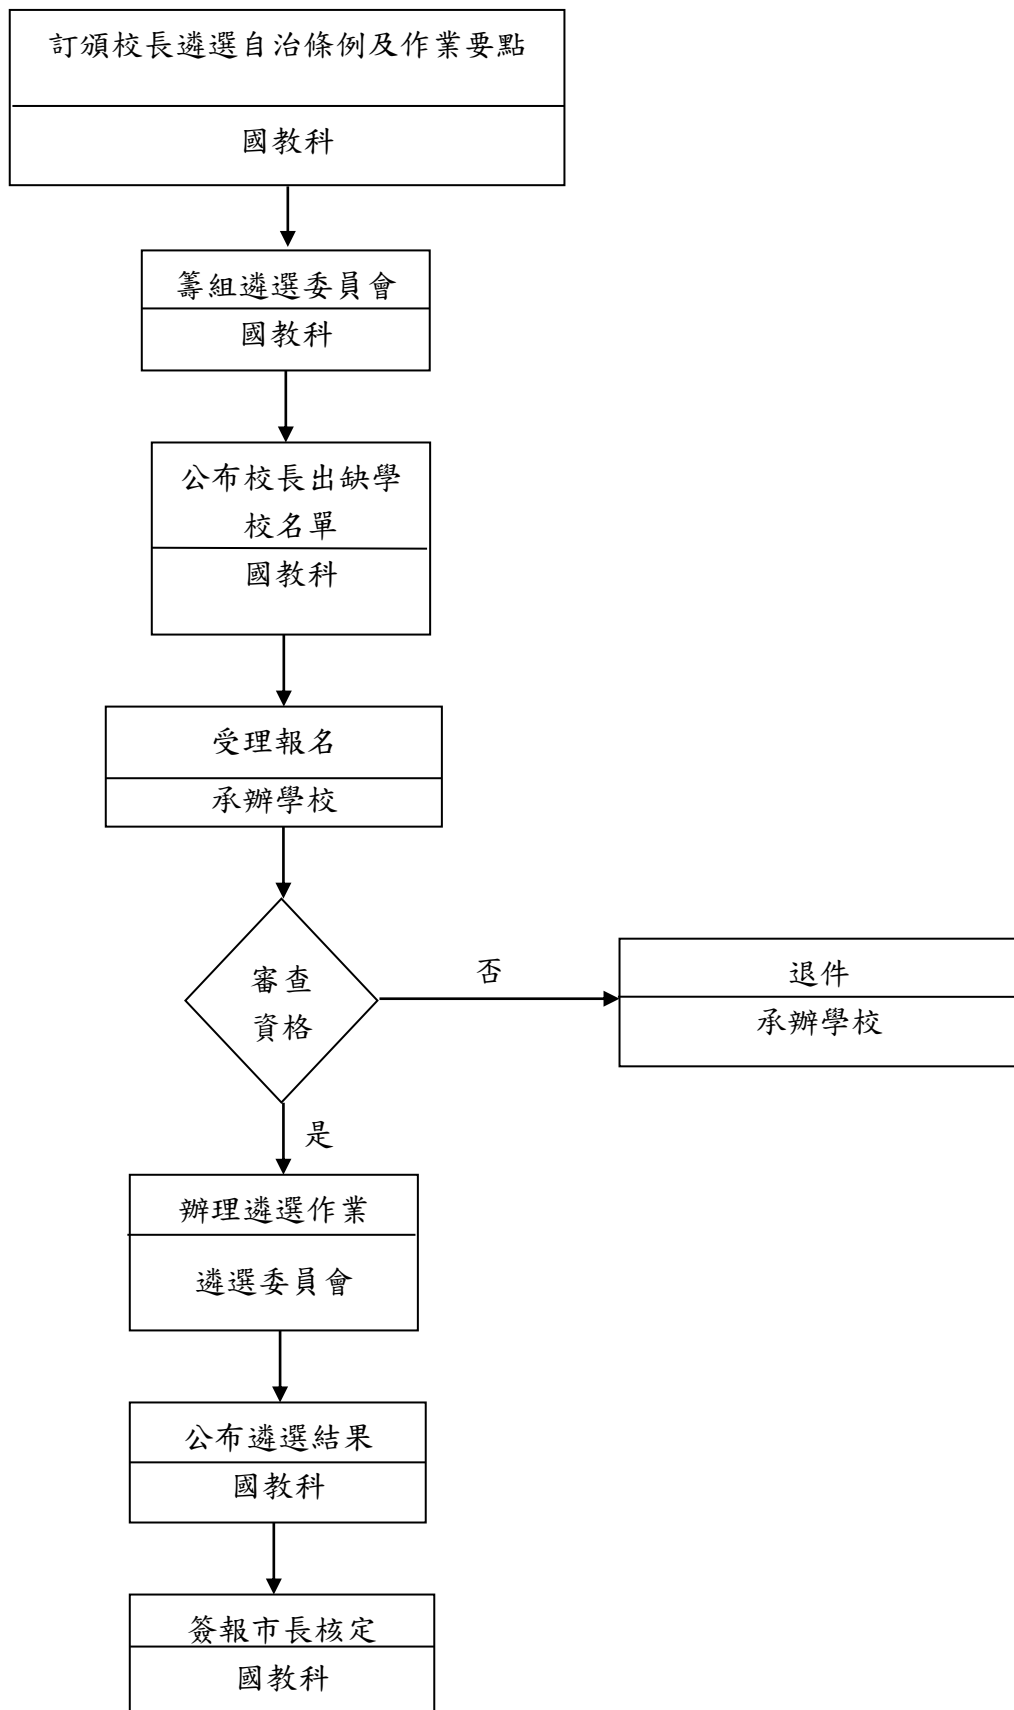 訂頒校長遴選自治條例及作業要點
國教科
籌組遴選委員會
國教科
公布校長出缺學
校名單
國教科
受理報名
承辦學校
審查
資格
否
退件
承辦學校
是
辦理遴選作業
遴選委員會
公布遴選結果
國教科
簽報市長核定
國教科